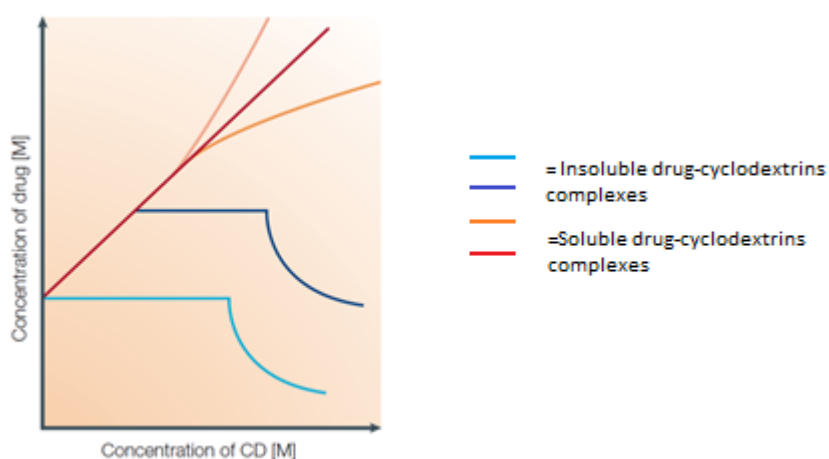 Concentration of drug [M]
Concentration of CD [M]
= Insoluble drug-cyclodextrins
complexes
=Soluble drug-cyclodextrins
complexes